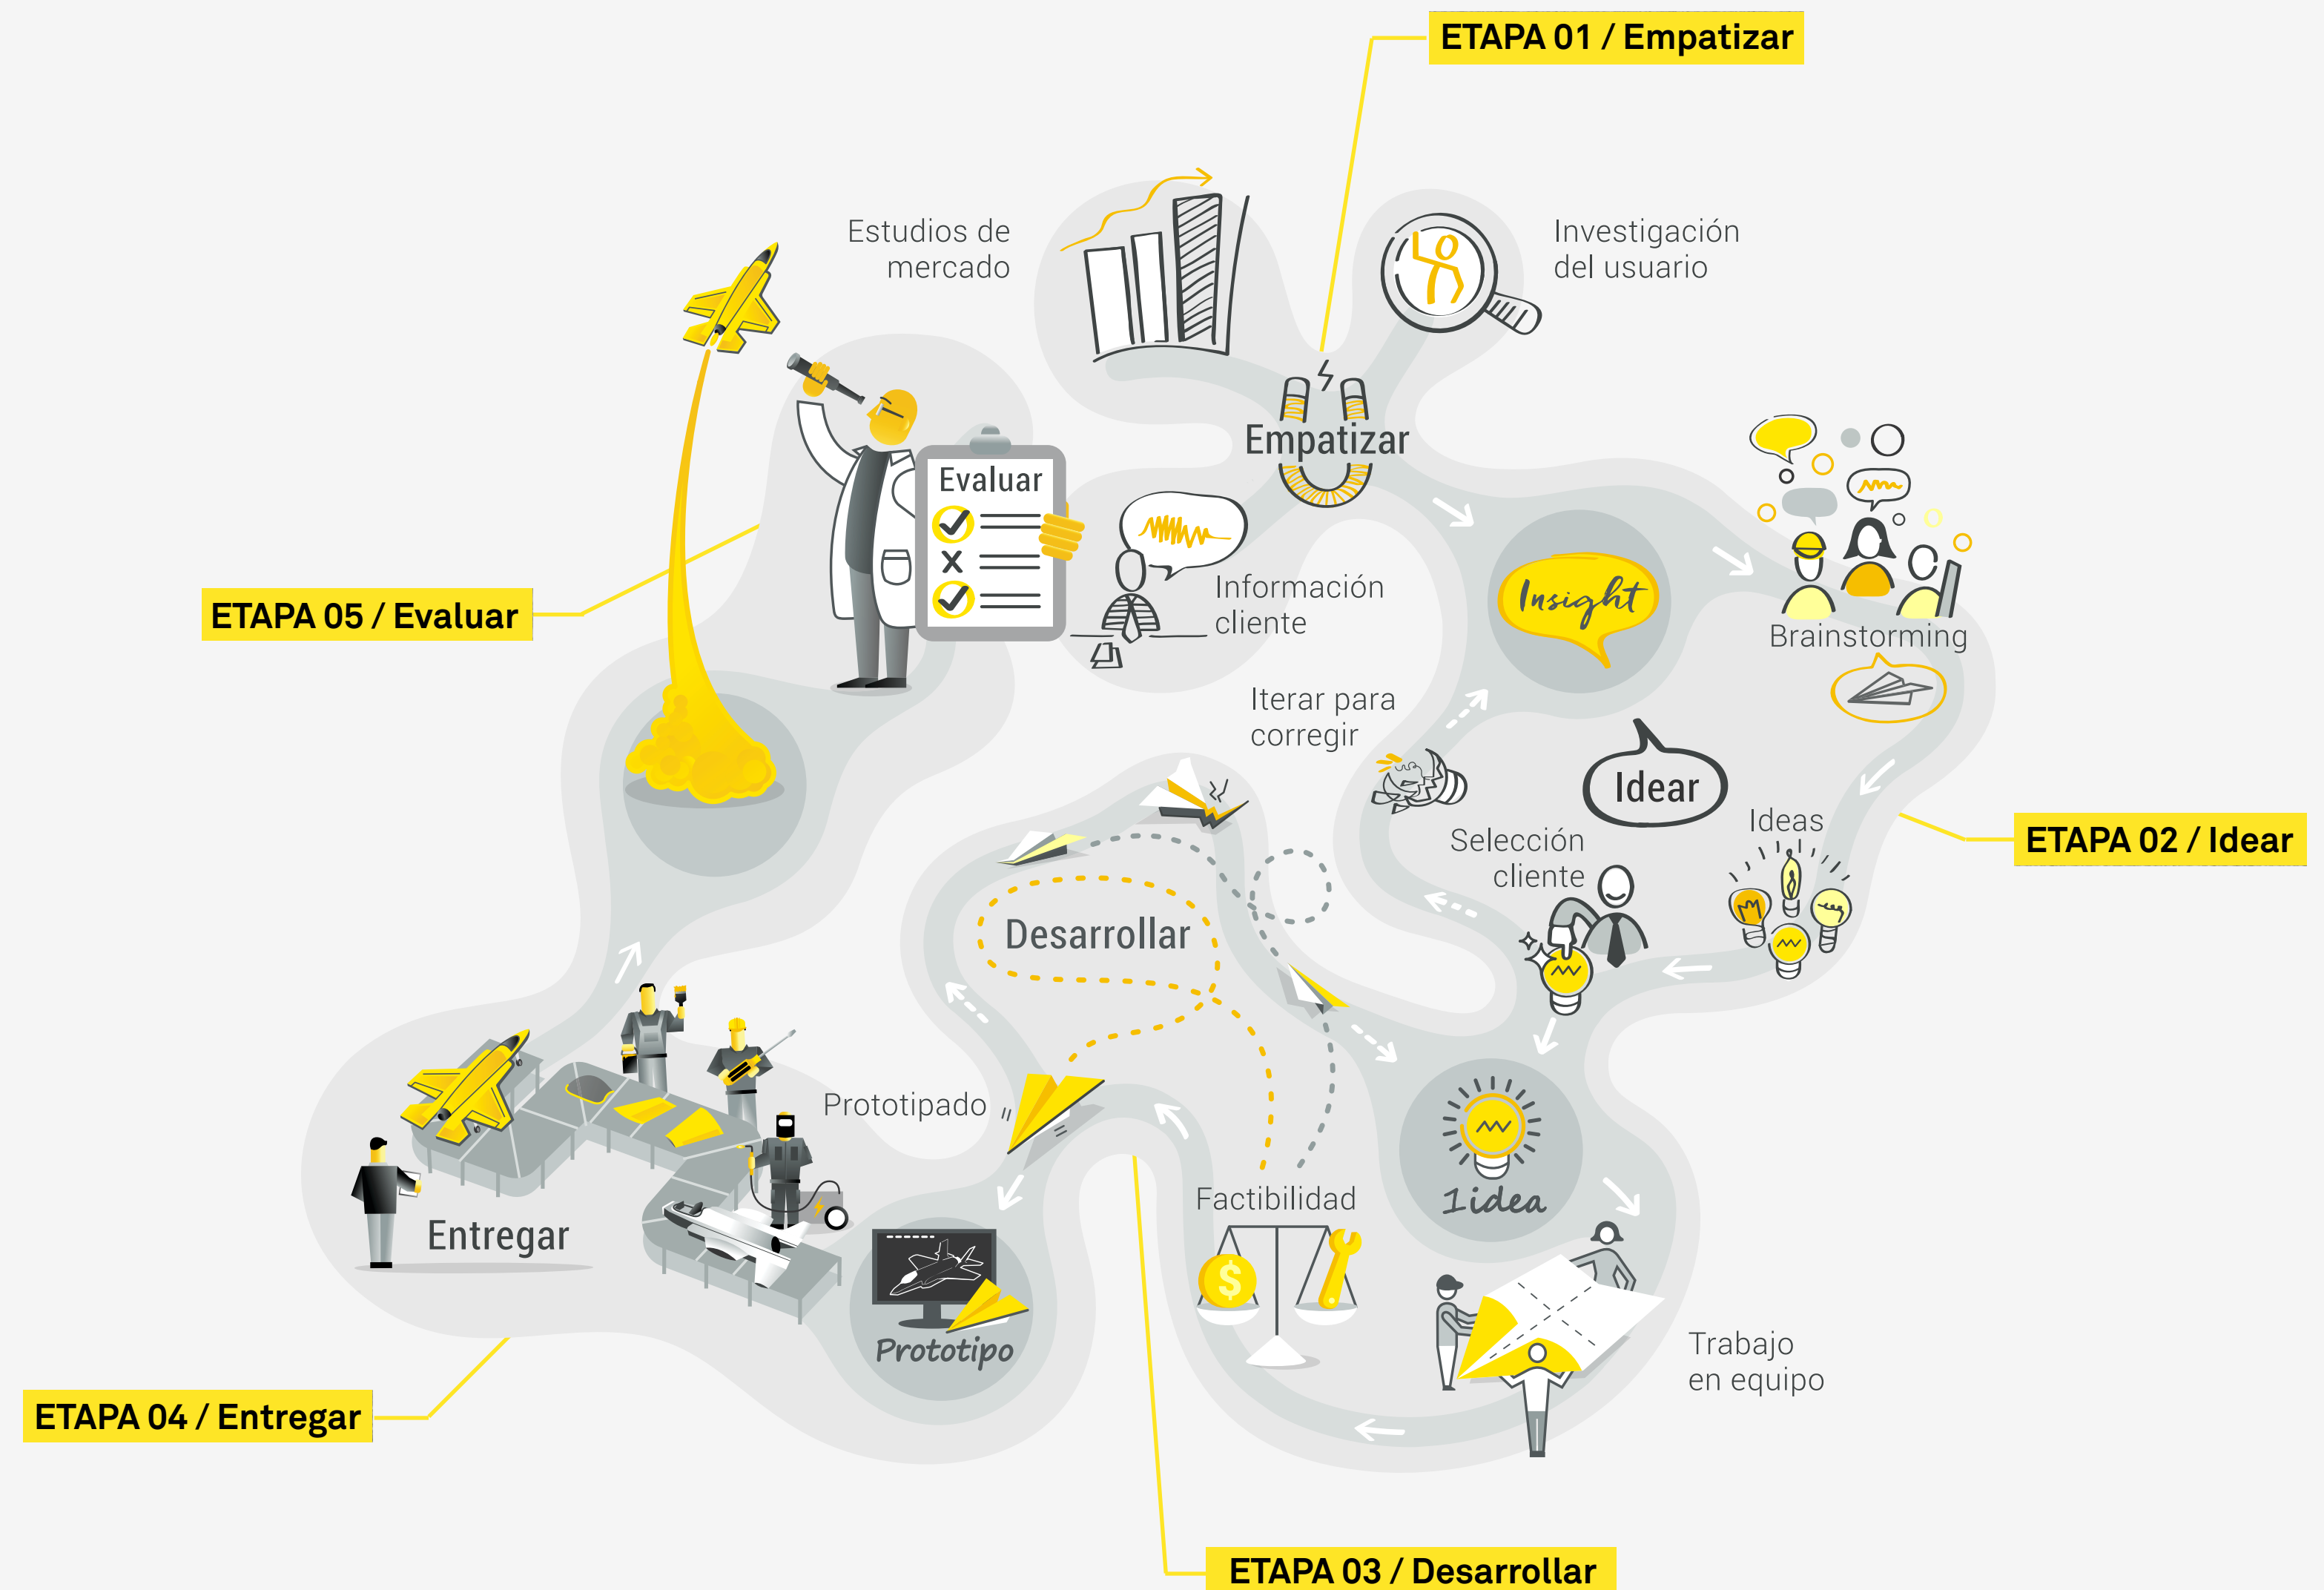 ETAPA 01 / Empatizar
Estudios de
mercado
Investigación
del usuario
Empatizar
Evaluar
Información
cliente
Insight
Brainstorming
ETAPA 05 / Evaluar
Iterar para
corregir
Idear
Ideas
Selección
cliente
ETAPA 02 / Idear
Desarrollar
Prototipado
Factibilidad
$
1 idea
Entregar
Prototipo
Trabajo
en equipo
ETAPA 04 / Entregar
ETAPA 03 / Desarrollar